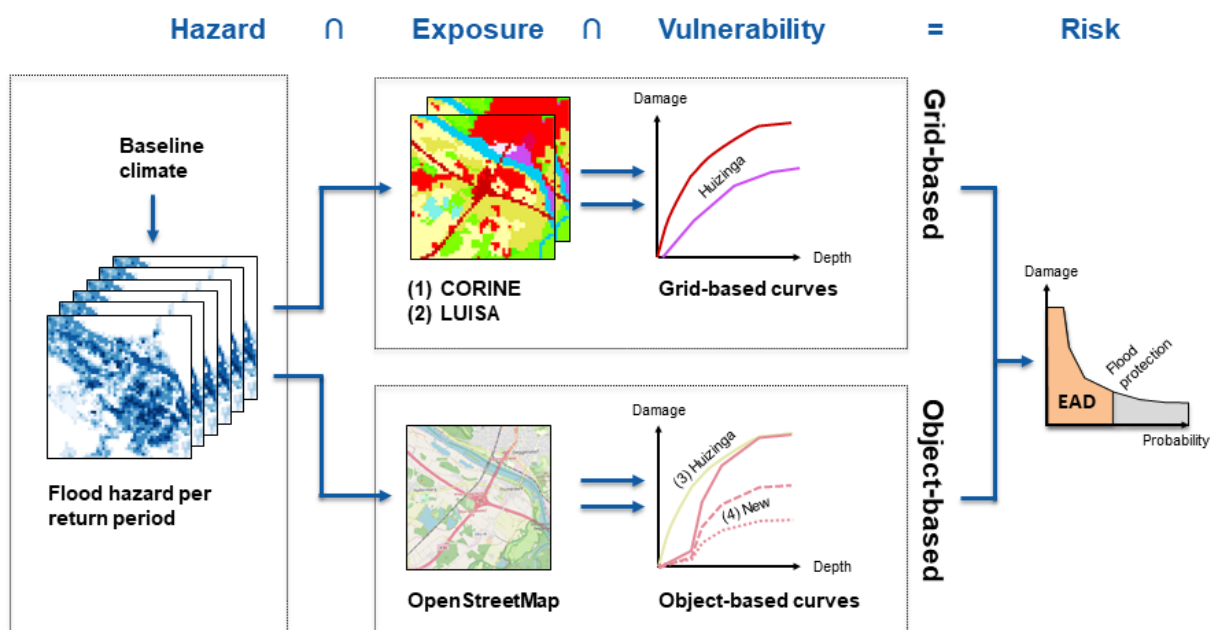 Hazard ∩ Exposure ∩ Vulnerability = Risk
Baseline
climate
Flood hazard per
return period
(1) CORINE
(2) LUISA
Damage
Huizinga
Depth
Grid-based curves
Grid-based
OpenStreetMap
Damage
(3) Huizinga
(4) New
Depth
Object-based curves
Object-based
Damage
Flood
protection
EAD
Probability